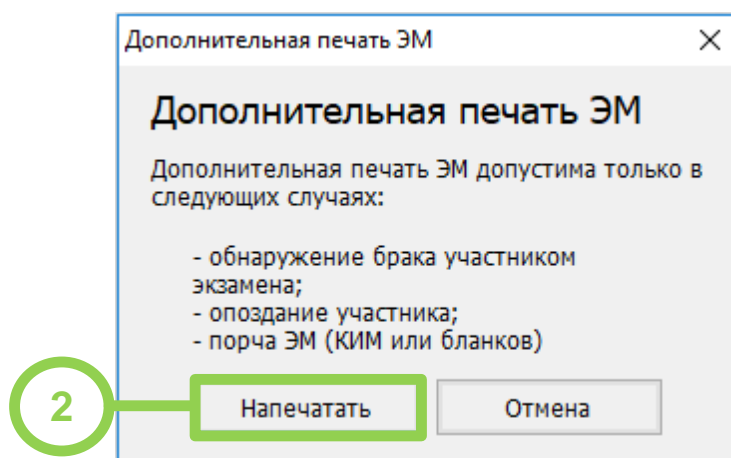 Дополнительная печать ЭМ
Дополнительная печать ЭМ
Дополнительная печать ЭМ допустима только в
следующих случаях:
- обнаружение брака участником
экзамена;
- опоздание участника;
- порча ЭМ (КИМ или бланков)
2
Напечатать
Отмена